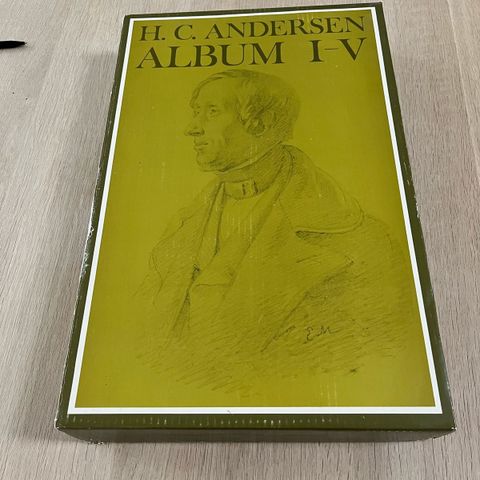 H. C. ANDERSEN
ALBUM I–V
E.M